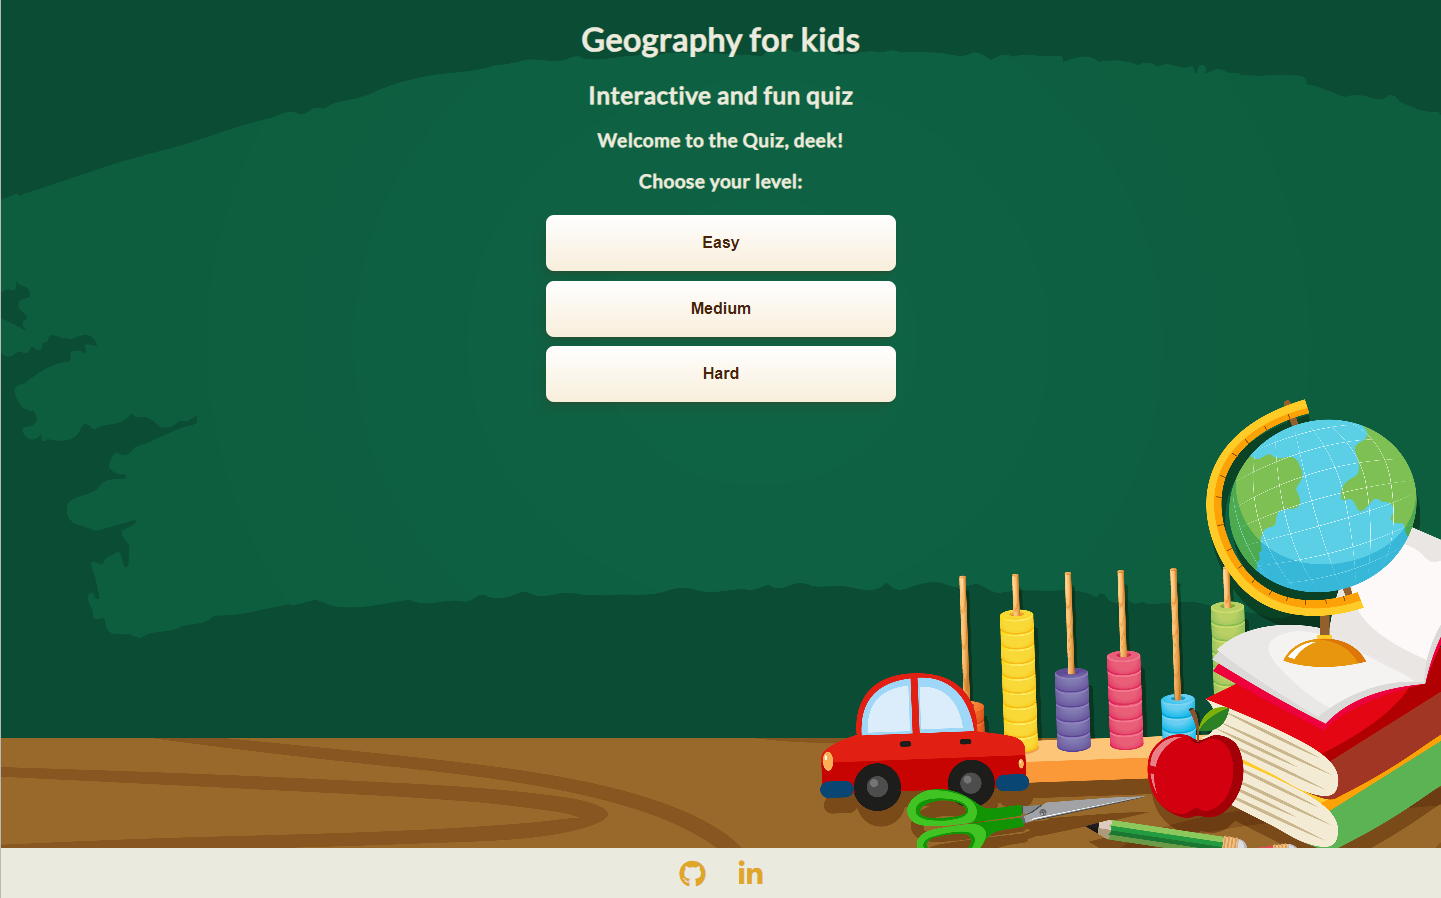 Geography for kids
Interactive and fun quiz
Welcome to the Quiz, deek!
Choose your level:
Easy
Medium
Hard
in